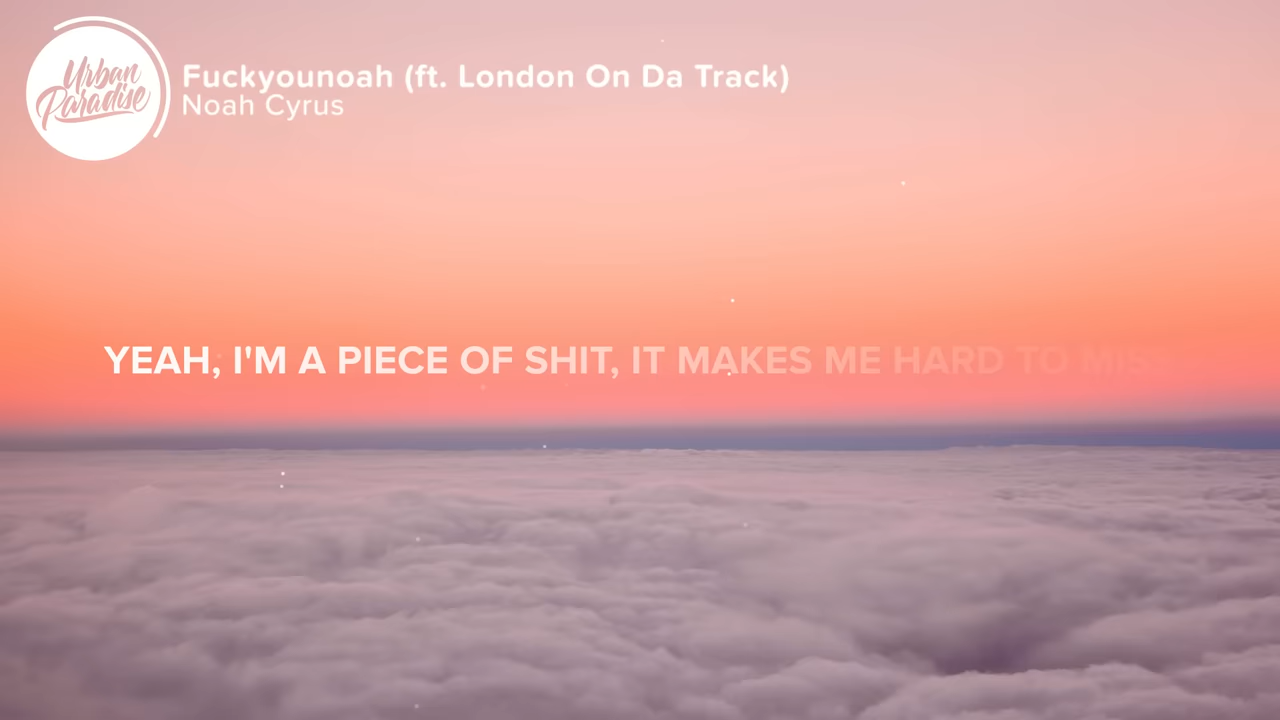 Urban
Paradise
Fuckyounoah (ft. London On Da Track)
Noah Cyrus
YEAH, I'M A PIECE OF SHIT, IT MAKES ME HARD TO MISS